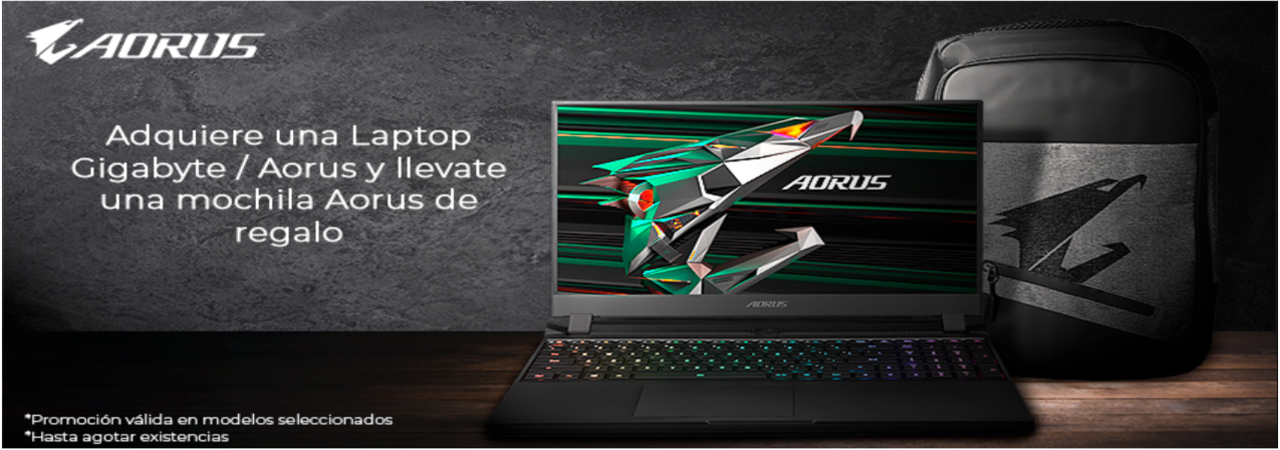 AORUS
Adquiere una Laptop
Gigabyte / Aorus y llevate
una mochila Aorus de
regalo
AORUS
AORUS
*Promoción válida en modelos seleccionados
*Hasta agotar existencias